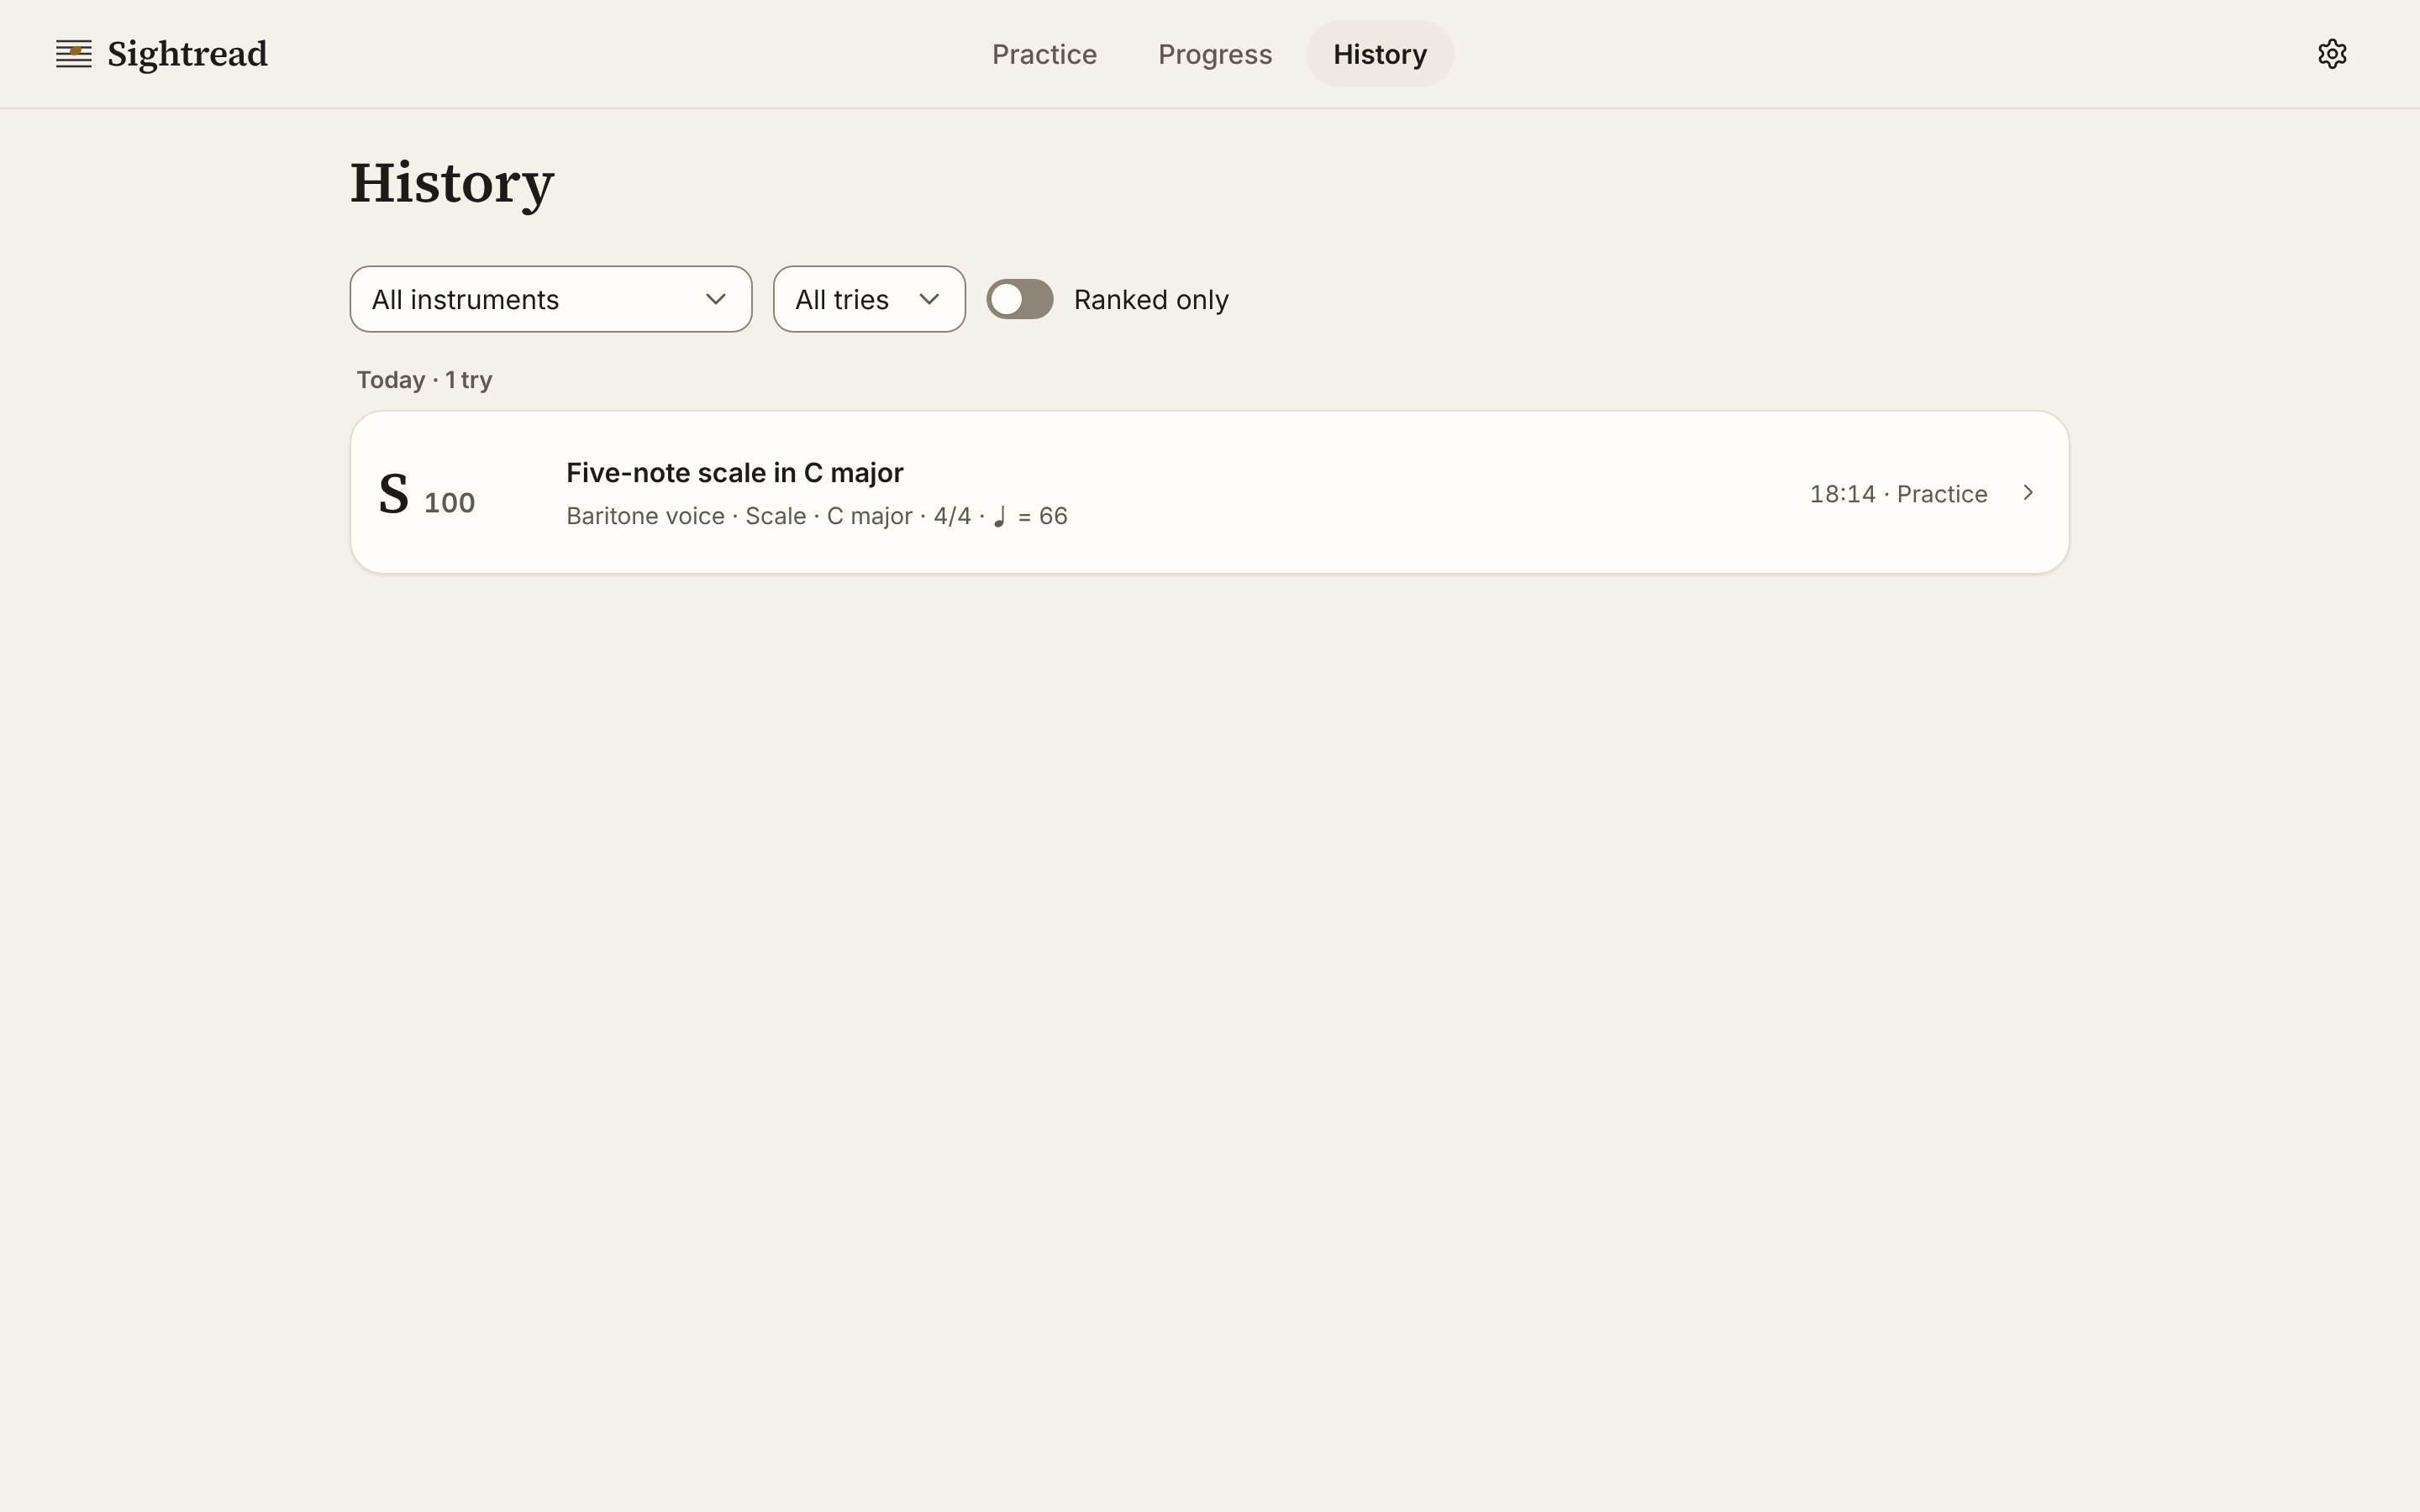 Sightread
Practice
Progress
History
History
All instruments
All tries
Ranked only
Today · 1 try
S 100
Five-note scale in C major
Baritone voice · Scale · C major · 4/4 · ♩ = 66
18:14 · Practice